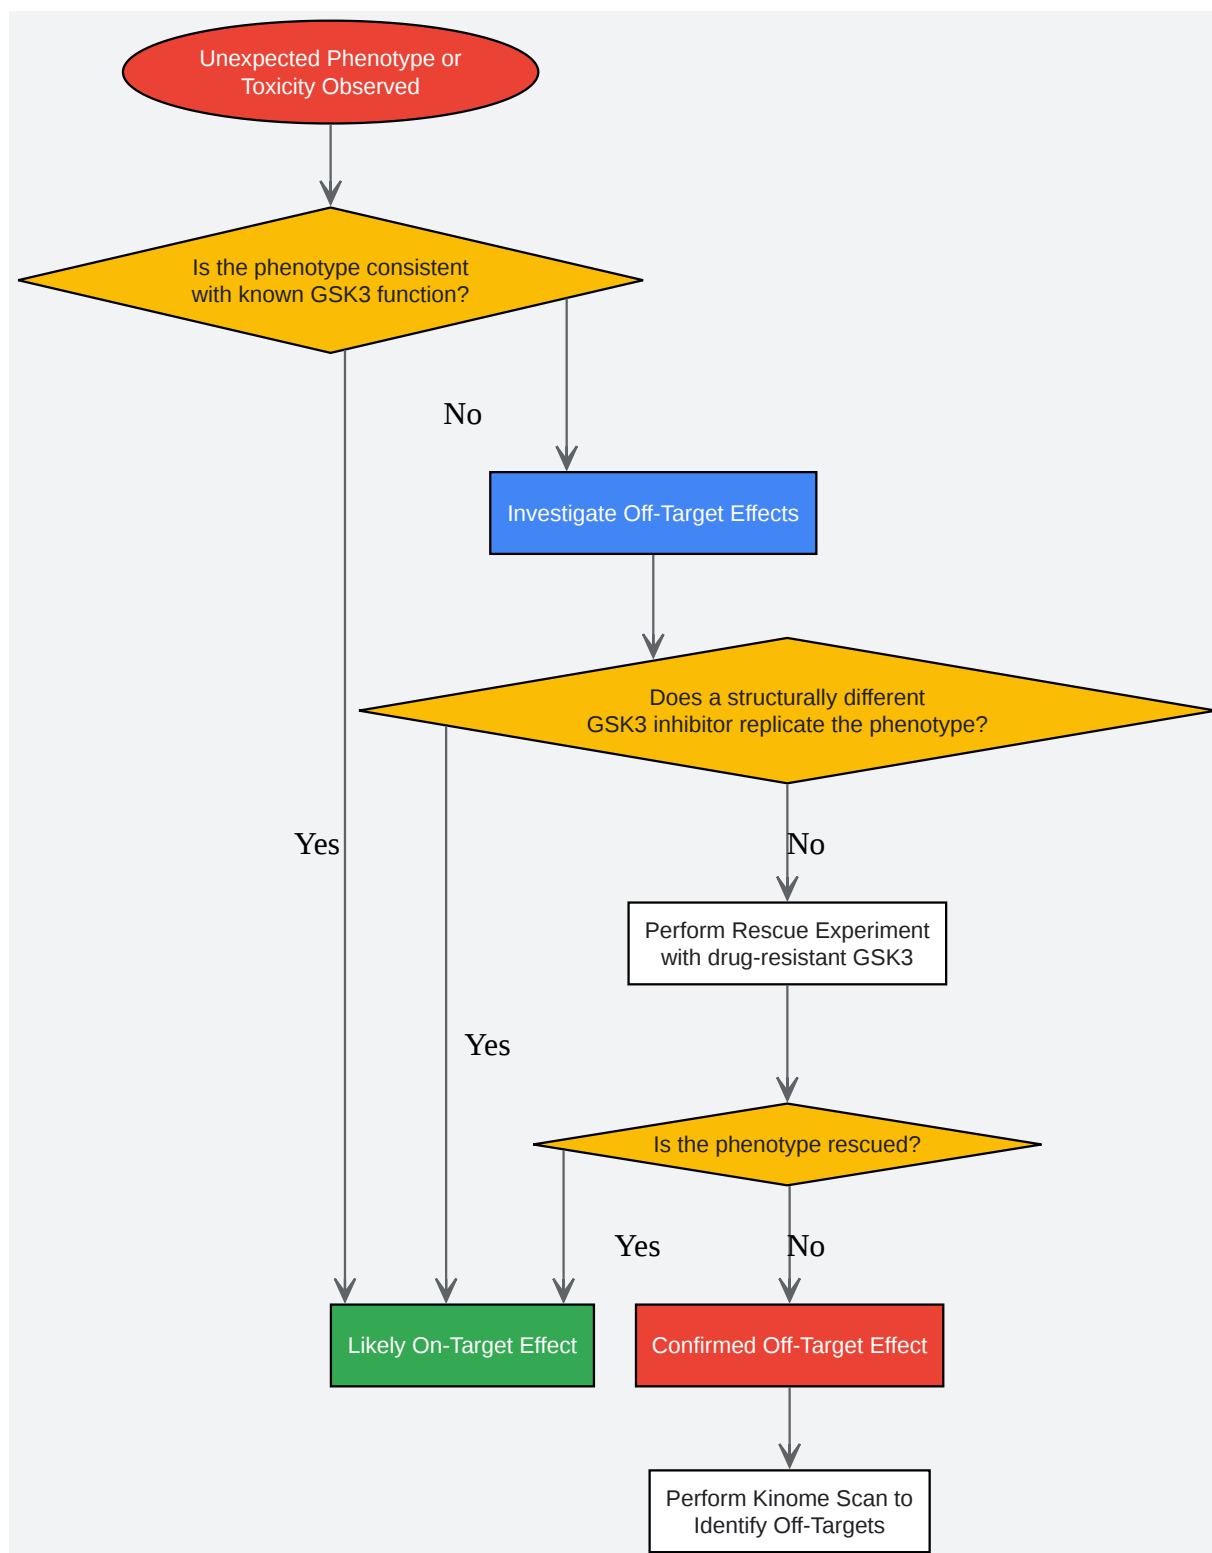 Unexpected Phenotype or
Toxicity Observed
Is the phenotype consistent
with known GSK3 function?
No
Investigate Off-Target Effects
Does a structurally different
GSK3 inhibitor replicate the phenotype?
Yes
No
Perform Rescue Experiment
with drug-resistant GSK3
Yes
Is the phenotype rescued?
Yes
No
Likely On-Target Effect
Confirmed Off-Target Effect
Perform Kinome Scan to
Identify Off-Targets